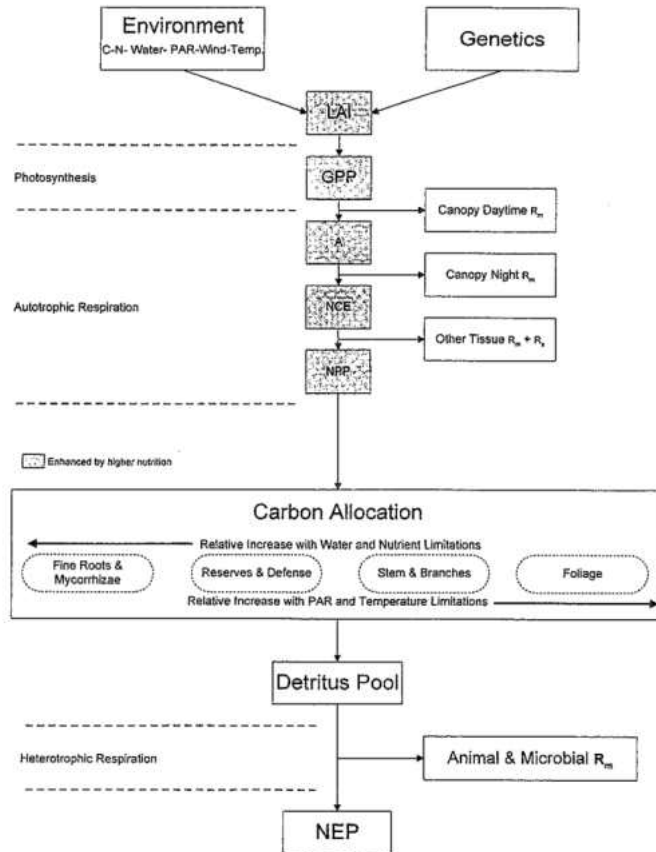 Environment
C-N- Water- PAR-Wind-Temp.
Genetics
LAI
Photosynthesis
GPP
Canopy Daytime Rm
A
Canopy Night Rm
Autotrophic Respiration
NCE
Other Tissue Rm + Rx
NPP
Enhanced by higher nutrition
Carbon Allocation
Relative Increase with Water and Nutrient Limitations
Fine Roots &
Mycorrhizae
Reserves & Defense
Stem & Branches
Foliage
Relative Increase with PAR and Temperature Limitations
Detritus Pool
Heterotrophic Respiration
Animal & Microbial Rm
NEP